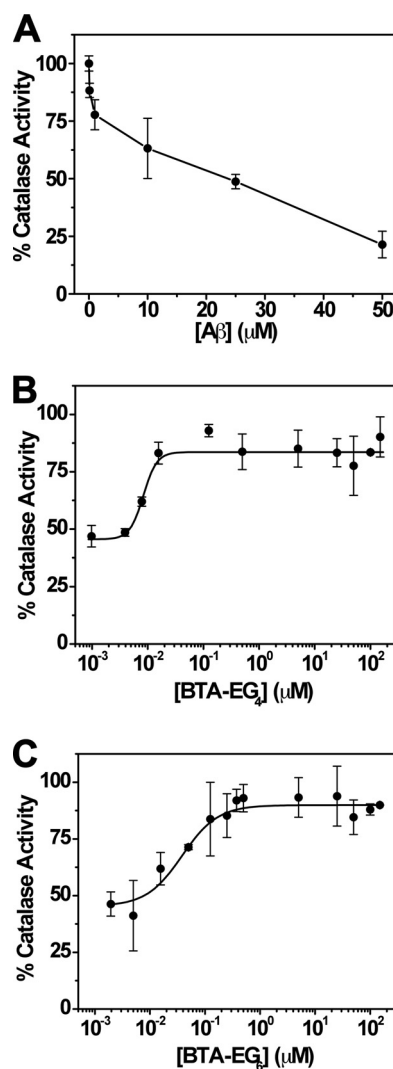 A
% Catalase Activity
100
75
50
25
0
0 10 20 30 40 50
[Aβ] (μM)
B
% Catalase Activity
100
75
50
25
0
10⁻³ 10⁻² 10⁻¹ 10⁰ 10¹ 10²
[BTA-EG₄] (μM)
C
% Catalase Activity
100
75
50
25
0
10⁻³ 10⁻² 10⁻¹ 10⁰ 10¹ 10²
[BTA-EG₆] (μM)